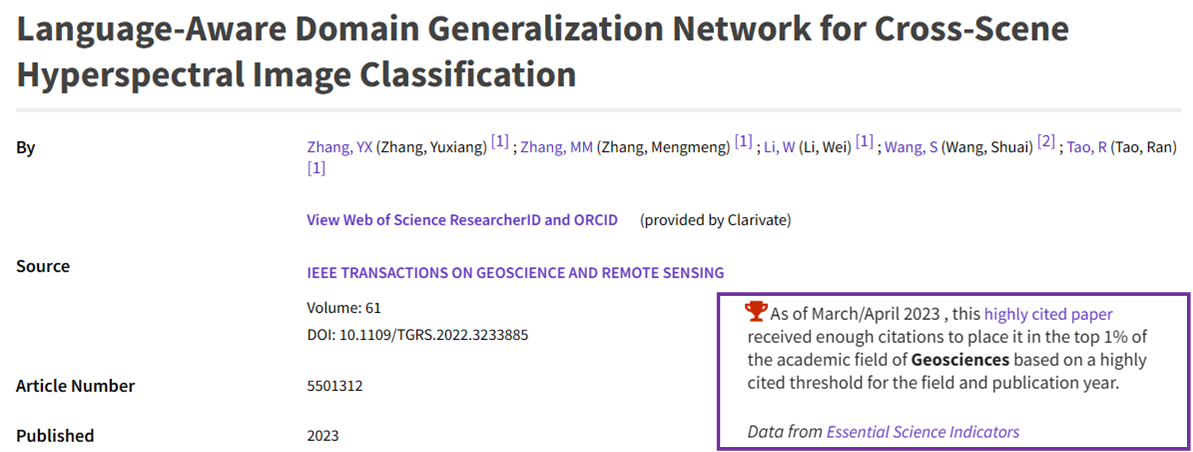 Language-Aware Domain Generalization Network for Cross-Scene
Hyperspectral Image Classification
By
Zhang, YX (Zhang, Yuxiang) [1] ; Zhang, MM (Zhang, Mengmeng) [1] ; Li, W (Li, Wei) [1] ; Wang, S (Wang, Shuai) [2] ; Tao, R (Tao, Ran)
[1]
View Web of Science ResearcherID and ORCID (provided by Clarivate)
Source
IEEE TRANSACTIONS ON GEOSCIENCE AND REMOTE SENSING
Volume: 61
DOI: 10.1109/TGRS.2022.3233885
Article Number
5501312
Published
2023
As of March/April 2023 , this highly cited paper
received enough citations to place it in the top 1% of
the academic field of Geosciences based on a highly
cited threshold for the field and publication year.
Data from Essential Science Indicators